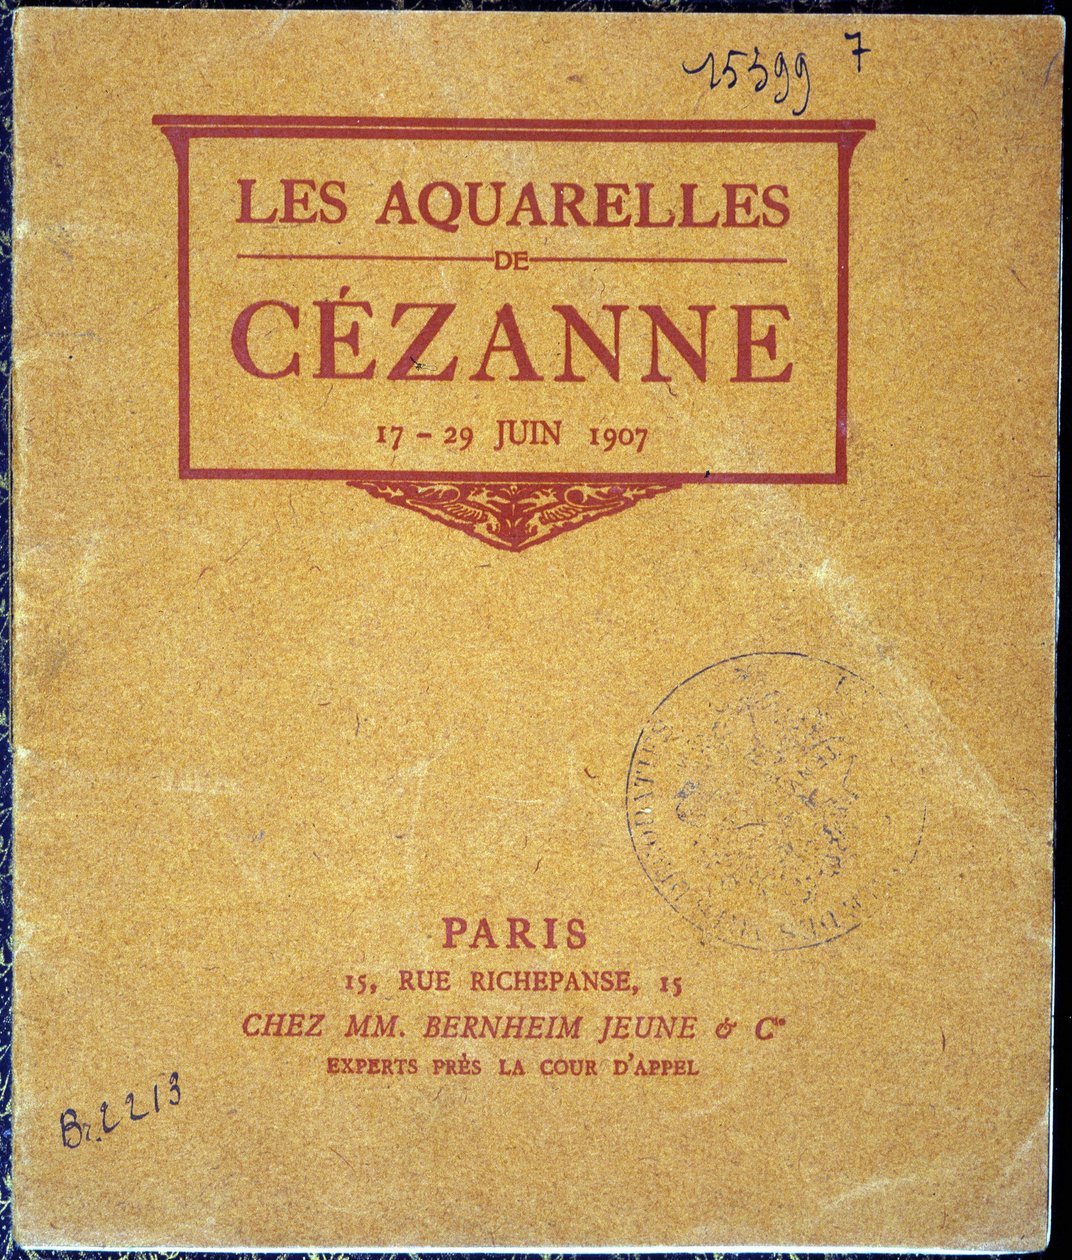 15399 7
LES AQUARELLES
DE
CÉZANNE
17 - 29 JUIN 1907
PARIS
15, RUE RICHEPANSE, 15
CHEZ MM. BERNHEIM JEUNE & Cie
EXPERTS PRÈS LA COUR D'APPEL
Br. 2213